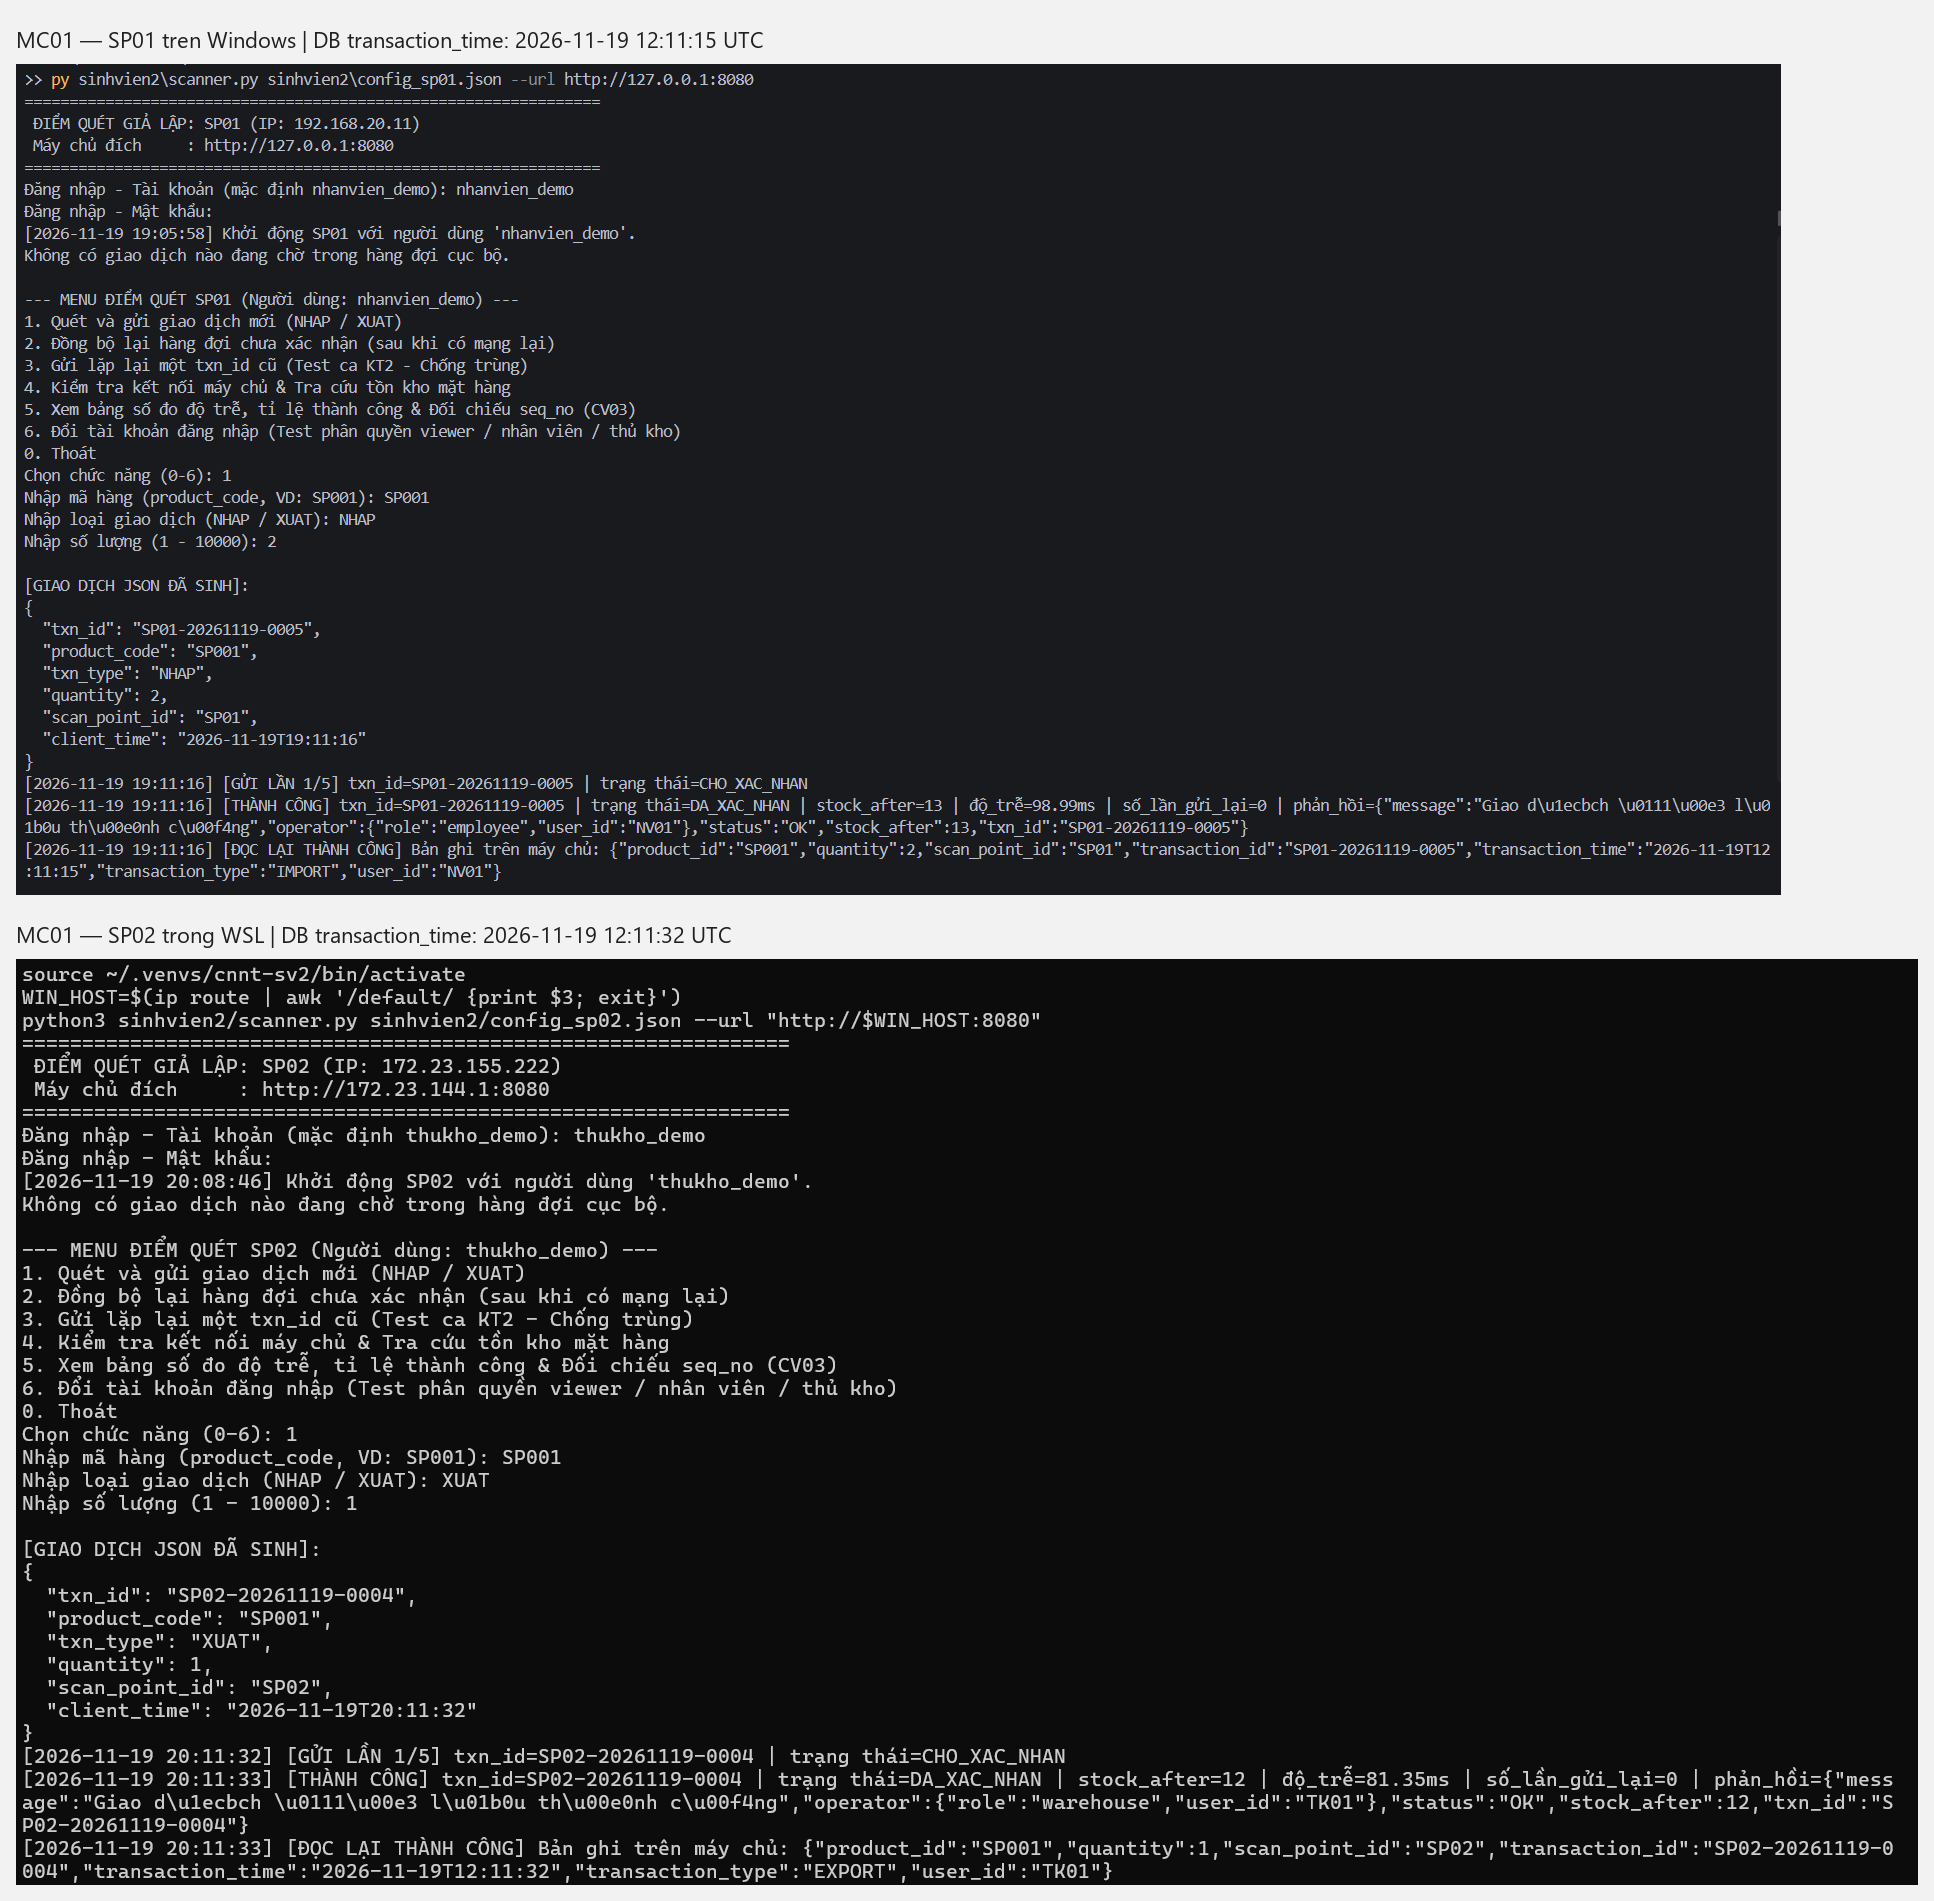 MC01 — SP01 tren Windows | DB transaction_time: 2026-11-19 12:11:15 UTC
>> py sinhvien2\scanner.py sinhvien2\config_sp01.json --url http://127.0.0.1:8080
================================================================
 ĐIỂM QUÉT GIẢ LẬP: SP01 (IP: 192.168.20.11)
 Máy chủ đích     : http://127.0.0.1:8080
================================================================
Đăng nhập - Tài khoản (mặc định nhanvien_demo): nhanvien_demo
Đăng nhập - Mật khẩu:
[2026-11-19 19:05:58] Khởi động SP01 với người dùng 'nhanvien_demo'.
Không có giao dịch nào đang chờ trong hàng đợi cục bộ.

--- MENU ĐIỂM QUÉT SP01 (Người dùng: nhanvien_demo) ---
1. Quét và gửi giao dịch mới (NHAP / XUAT)
2. Đồng bộ lại hàng đợi chưa xác nhận (sau khi có mạng lại)
3. Gửi lặp lại một txn_id cũ (Test ca KT2 - Chống trùng)
4. Kiểm tra kết nối máy chủ & Tra cứu tồn kho mặt hàng
5. Xem bảng số đo độ trễ, tỉ lệ thành công & Đối chiếu seq_no (CV03)
6. Đổi tài khoản đăng nhập (Test phân quyền viewer / nhân viên / thủ kho)
0. Thoát
Chọn chức năng (0-6): 1
Nhập mã hàng (product_code, VD: SP001): SP001
Nhập loại giao dịch (NHAP / XUAT): NHAP
Nhập số lượng (1 - 10000): 2

[GIAO DỊCH JSON ĐÃ SINH]:
{
  "txn_id": "SP01-20261119-0005",
  "product_code": "SP001",
  "txn_type": "NHAP",
  "quantity": 2,
  "scan_point_id": "SP01",
  "client_time": "2026-11-19T19:11:16"
}
[2026-11-19 19:11:16] [GỬI LẦN 1/5] txn_id=SP01-20261119-0005 | trạng thái=CHO_XAC_NHAN
[2026-11-19 19:11:16] [THÀNH CÔNG] txn_id=SP01-20261119-0005 | trạng thái=DA_XAC_NHAN | stock_after=13 | độ_trễ=98.99ms | số_lần_gửi_lại=0 | phản_hồi={"message":"Giao d\u1ecbch \u0111\u00e3 l\u0
1b0u th\u00e0nh c\u00f4ng","operator":{"role":"employee","user_id":"NV01"},"status":"OK","stock_after":13,"txn_id":"SP01-20261119-0005"}
[2026-11-19 19:11:16] [ĐỌC LẠI THÀNH CÔNG] Bản ghi trên máy chủ: {"product_id":"SP001","quantity":2,"scan_point_id":"SP01","transaction_id":"SP01-20261119-0005","transaction_time":"2026-11-19T12
:11:15","transaction_type":"IMPORT","user_id":"NV01"}
MC01 — SP02 trong WSL | DB transaction_time: 2026-11-19 12:11:32 UTC
source ~/.venvs/cnnt-sv2/bin/activate
WIN_HOST=$(ip route | awk '/default/ {print $3; exit}')
python3 sinhvien2/scanner.py sinhvien2/config_sp02.json --url "http://$WIN_HOST:8080"
================================================================
 ĐIỂM QUÉT GIẢ LẬP: SP02 (IP: 172.23.155.222)
 Máy chủ đích     : http://172.23.144.1:8080
================================================================
Đăng nhập - Tài khoản (mặc định thukho_demo): thukho_demo
Đăng nhập - Mật khẩu:
[2026-11-19 20:08:46] Khởi động SP02 với người dùng 'thukho_demo'.
Không có giao dịch nào đang chờ trong hàng đợi cục bộ.

--- MENU ĐIỂM QUÉT SP02 (Người dùng: thukho_demo) ---
1. Quét và gửi giao dịch mới (NHAP / XUAT)
2. Đồng bộ lại hàng đợi chưa xác nhận (sau khi có mạng lại)
3. Gửi lặp lại một txn_id cũ (Test ca KT2 - Chống trùng)
4. Kiểm tra kết nối máy chủ & Tra cứu tồn kho mặt hàng
5. Xem bảng số đo độ trễ, tỉ lệ thành công & Đối chiếu seq_no (CV03)
6. Đổi tài khoản đăng nhập (Test phân quyền viewer / nhân viên / thủ kho)
0. Thoát
Chọn chức năng (0-6): 1
Nhập mã hàng (product_code, VD: SP001): SP001
Nhập loại giao dịch (NHAP / XUAT): XUAT
Nhập số lượng (1 - 10000): 1

[GIAO DỊCH JSON ĐÃ SINH]:
{
  "txn_id": "SP02-20261119-0004",
  "product_code": "SP001",
  "txn_type": "XUAT",
  "quantity": 1,
  "scan_point_id": "SP02",
  "client_time": "2026-11-19T20:11:32"
}
[2026-11-19 20:11:32] [GỬI LẦN 1/5] txn_id=SP02-20261119-0004 | trạng thái=CHO_XAC_NHAN
[2026-11-19 20:11:33] [THÀNH CÔNG] txn_id=SP02-20261119-0004 | trạng thái=DA_XAC_NHAN | stock_after=12 | độ_trễ=81.35ms | số_lần_gửi_lại=0 | phản_hồi={"mess
age":"Giao d\u1ecbch \u0111\u00e3 l\u01b0u th\u00e0nh c\u00f4ng","operator":{"role":"warehouse","user_id":"TK01"},"status":"OK","stock_after":12,"txn_id":"S
P02-20261119-0004"}
[2026-11-19 20:11:33] [ĐỌC LẠI THÀNH CÔNG] Bản ghi trên máy chủ: {"product_id":"SP001","quantity":1,"scan_point_id":"SP02","transaction_id":"SP02-20261119-0
004","transaction_time":"2026-11-19T12:11:32","transaction_type":"EXPORT","user_id":"TK01"}